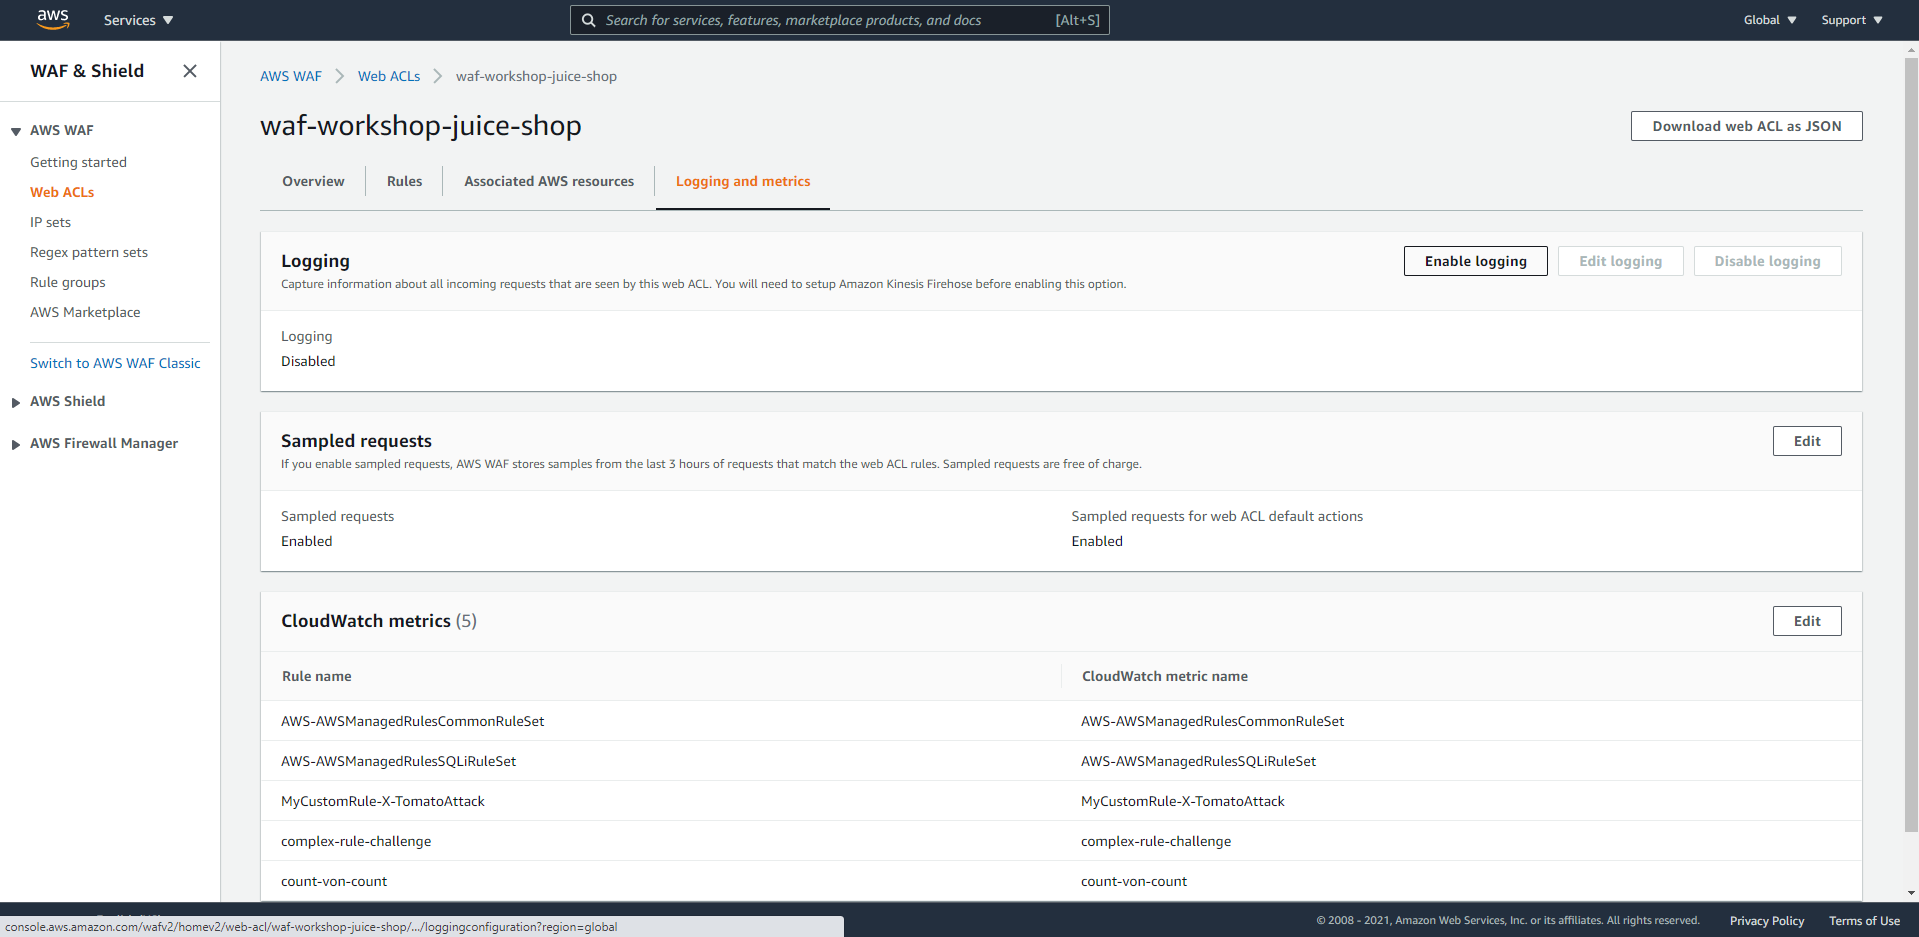 aws
Services
Search for services, features, marketplace products, and docs [Alt+S]
Global
Support
WAF & Shield
AWS WAF
Getting started
Web ACLs
IP sets
Regex pattern sets
Rule groups
AWS Marketplace
Switch to AWS WAF Classic
AWS Shield
AWS Firewall Manager
AWS WAF > Web ACLs > waf-workshop-juice-shop
waf-workshop-juice-shop
Download web ACL as JSON
Overview
Rules
Associated AWS resources
Logging and metrics
Logging
Capture information about all incoming requests that are seen by this web ACL. You will need to setup Amazon Kinesis Firehose before enabling this option.
Enable logging
Edit logging
Disable logging
Logging
Disabled
Sampled requests
If you enable sampled requests, AWS WAF stores samples from the last 3 hours of requests that match the web ACL rules. Sampled requests are free of charge.
Edit
Sampled requests
Enabled
Sampled requests for web ACL default actions
Enabled
CloudWatch metrics (5)
Edit
Rule name
CloudWatch metric name
AWS-AWSManagedRulesCommonRuleSet
AWS-AWSManagedRulesCommonRuleSet
AWS-AWSManagedRulesSQLiRuleSet
AWS-AWSManagedRulesSQLiRuleSet
MyCustomRule-X-TomatoAttack
MyCustomRule-X-TomatoAttack
complex-rule-challenge
complex-rule-challenge
count-von-count
count-von-count
© 2008 - 2021, Amazon Web Services, Inc. or its affiliates. All rights reserved.
Privacy Policy
Terms of Use
console.aws.amazon.com/wafv2/homev2/web-acl/waf-workshop-juice-shop/.../loggingconfiguration?region=global